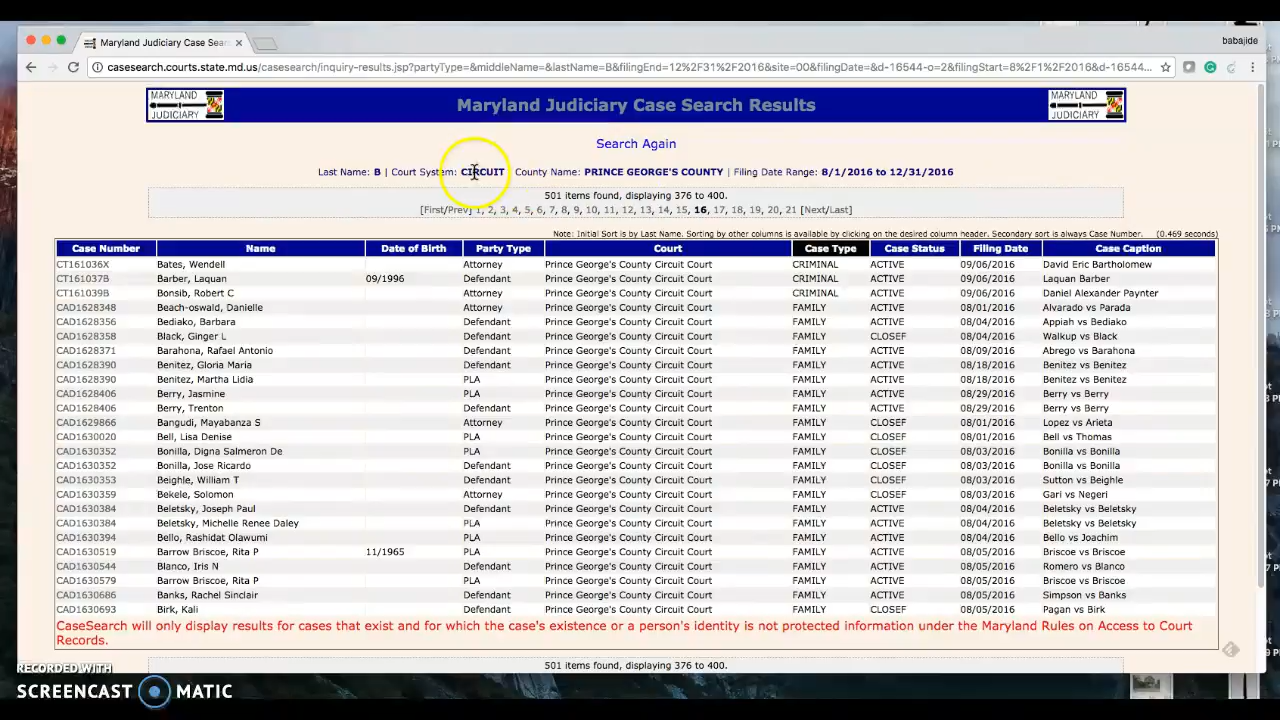 Maryland Judiciary Case Sear
babajide
casesearch.courts.state.md.us/casesearch/inquiry-results.jsp?partyType=&middleName=&lastName=B&filingEnd=12%2F31%2F2016&site=00&filingDate=&d-16544-o=2&filingStart=8%2F1%2F2016&d-16544...
MARYLAND JUDICIARY Maryland Judiciary Case Search Results MARYLAND JUDICIARY
Search Again
Last Name: B | Court System: CIRCUIT County Name: PRINCE GEORGE'S COUNTY | Filing Date Range: 8/1/2016 to 12/31/2016
501 items found, displaying 376 to 400.
[First/Prev] 1, 2, 3, 4, 5, 6, 7, 8, 9, 10, 11, 12, 13, 14, 15, 16, 17, 18, 19, 20, 21 [Next/Last]
Note: Initial Sort is by Last Name. Sorting by other columns is available by clicking on the desired column header. Secondary sort is always Case Number. (0.469 seconds)
Case Number Name Date of Birth Party Type Court Case Type Case Status Filing Date Case Caption
CT161036X Bates, Wendell Attorney Prince George's County Circuit Court CRIMINAL ACTIVE 09/06/2016 David Eric Bartholomew
CT161037B Barber, Laquan 09/1996 Defendant Prince George's County Circuit Court CRIMINAL ACTIVE 09/06/2016 Laquan Barber
CT161039B Bonsib, Robert C Attorney Prince George's County Circuit Court CRIMINAL ACTIVE 09/06/2016 Daniel Alexander Paynter
CAD1628348 Beach-oswald, Danielle Attorney Prince George's County Circuit Court FAMILY ACTIVE 08/01/2016 Alvarado vs Parada
CAD1628356 Bediako, Barbara Defendant Prince George's County Circuit Court FAMILY ACTIVE 08/04/2016 Appiah vs Bediako
CAD1628358 Black, Ginger L Defendant Prince George's County Circuit Court FAMILY CLOSEF 08/04/2016 Walkup vs Black
CAD1628371 Barahona, Rafael Antonio Defendant Prince George's County Circuit Court FAMILY ACTIVE 08/09/2016 Abrego vs Barahona
CAD1628390 Benitez, Gloria Maria Defendant Prince George's County Circuit Court FAMILY ACTIVE 08/18/2016 Benitez vs Benitez
CAD1628390 Benitez, Martha Lidia PLA Prince George's County Circuit Court FAMILY ACTIVE 08/18/2016 Benitez vs Benitez
CAD1628406 Berry, Jasmine PLA Prince George's County Circuit Court FAMILY ACTIVE 08/29/2016 Berry vs Berry
CAD1628406 Berry, Trenton Defendant Prince George's County Circuit Court FAMILY ACTIVE 08/29/2016 Berry vs Berry
CAD1629866 Bangudi, Mayabanza S Attorney Prince George's County Circuit Court FAMILY CLOSEF 08/01/2016 Lopez vs Arieta
CAD1630020 Bell, Lisa Denise PLA Prince George's County Circuit Court FAMILY CLOSEF 08/01/2016 Bell vs Thomas
CAD1630352 Bonilla, Digna Salmeron De PLA Prince George's County Circuit Court FAMILY CLOSEF 08/03/2016 Bonilla vs Bonilla
CAD1630352 Bonilla, Jose Ricardo Defendant Prince George's County Circuit Court FAMILY CLOSEF 08/03/2016 Bonilla vs Bonilla
CAD1630353 Beighle, William T Defendant Prince George's County Circuit Court FAMILY CLOSEF 08/03/2016 Sutton vs Beighle
CAD1630359 Bekele, Solomon Attorney Prince George's County Circuit Court FAMILY CLOSEF 08/03/2016 Gari vs Negeri
CAD1630384 Beletsky, Joseph Paul Defendant Prince George's County Circuit Court FAMILY ACTIVE 08/04/2016 Beletsky vs Beletsky
CAD1630384 Beletsky, Michelle Renee Daley PLA Prince George's County Circuit Court FAMILY ACTIVE 08/04/2016 Beletsky vs Beletsky
CAD1630394 Bello, Rashidat Olawumi PLA Prince George's County Circuit Court FAMILY ACTIVE 08/04/2016 Bello vs Joachim
CAD1630519 Barrow Briscoe, Rita P 11/1965 PLA Prince George's County Circuit Court FAMILY ACTIVE 08/05/2016 Briscoe vs Briscoe
CAD1630544 Blanco, Iris N Defendant Prince George's County Circuit Court FAMILY ACTIVE 08/05/2016 Romero vs Blanco
CAD1630579 Barrow Briscoe, Rita P PLA Prince George's County Circuit Court FAMILY ACTIVE 08/05/2016 Briscoe vs Briscoe
CAD1630686 Banks, Rachel Sinclair Defendant Prince George's County Circuit Court FAMILY ACTIVE 08/05/2016 Simpson vs Banks
CAD1630693 Birk, Kali Defendant Prince George's County Circuit Court FAMILY CLOSEF 08/08/2016 Pagan vs Birk
CaseSearch will only display results for cases that exist and for which the case's existence or a person's identity is not protected information under the Maryland Rules on Access to Court
Records.
501 items found, displaying 376 to 400.
RECORDED WITH
SCREENCAST MATIC